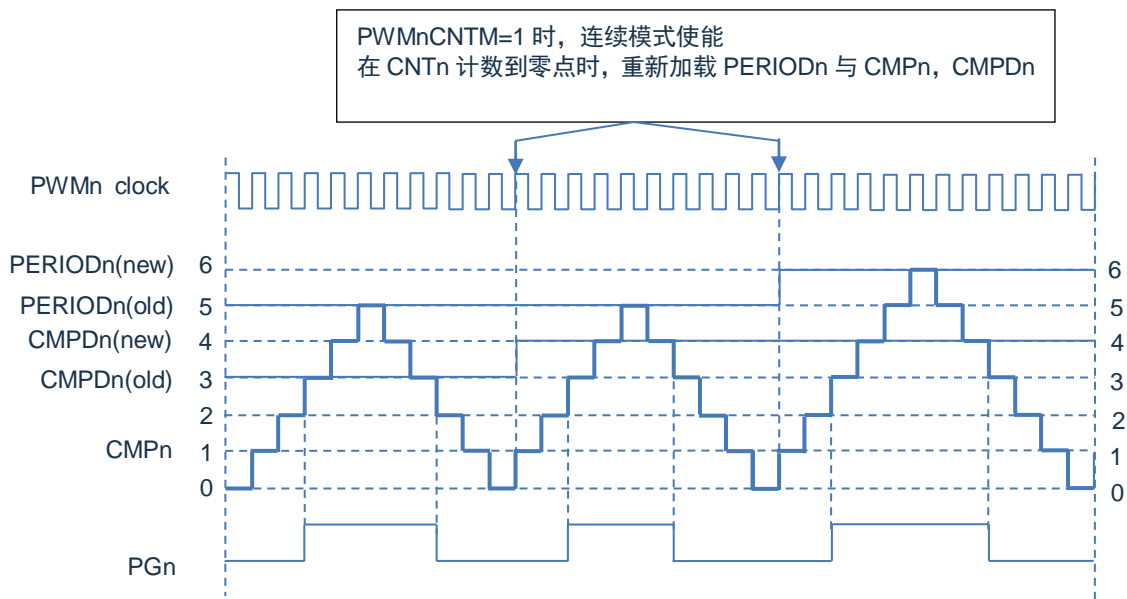 PWMnCNTM=1 时，连续模式使能
在 CNTn 计数到零点时，重新加载 PERIODn 与 CMPn，CMPDn
PWMn clock
PERIODn(new) 6 6
PERIODn(old) 5 5
CMPDn(new) 4 4
CMPDn(old) 3 3
2 2
CMPn 1 1
0 0
PGn